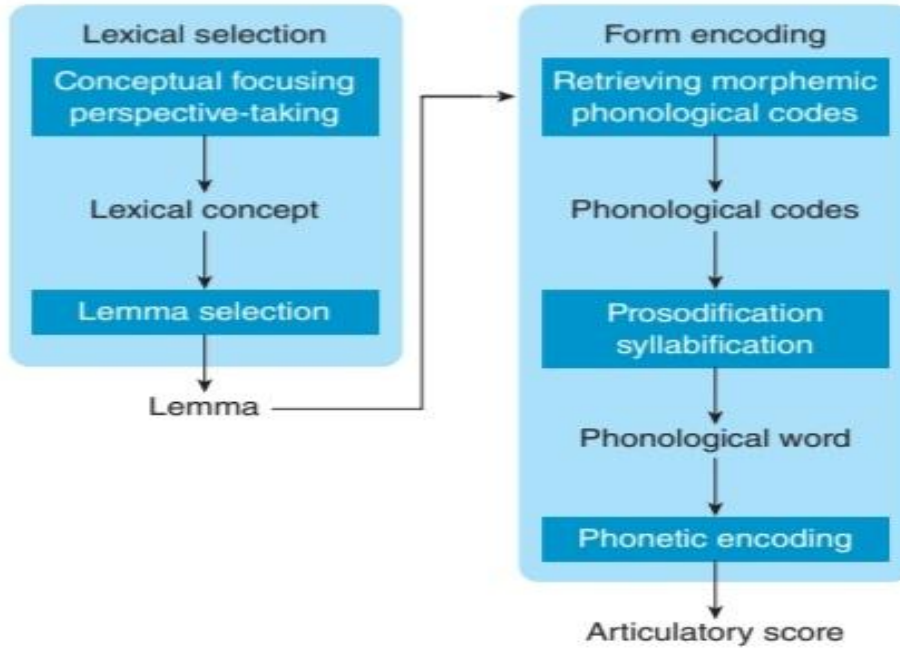 Lexical selection
Conceptual focusing
perspective-taking
Lexical concept
Lemma selection
Lemma
Form encoding
Retrieving morphemic
phonological codes
Phonological codes
Prosodification
syllabification
Phonological word
Phonetic encoding
Articulatory score